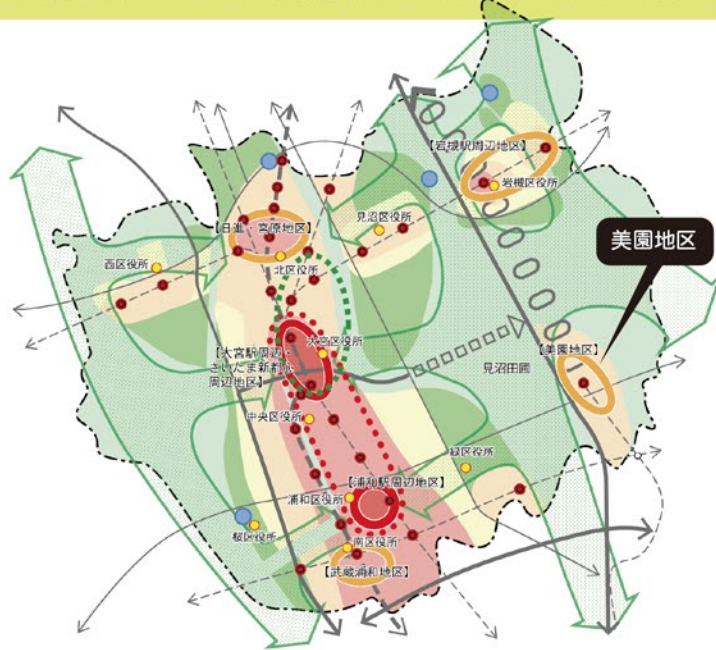 【岩槻駅周辺地区】
岩槻区役所
【日進・宮原地区】
見沼区役所
美園地区
西区役所
北区役所
【大宮駅周辺・
さいたま新都心
周辺地区】
大宮区役所
【美園地区】
見沼田圃
中央区役所
緑区役所
【浦和駅周辺地区】
浦和区役所
桜区役所
南区役所
【武蔵浦和地区】